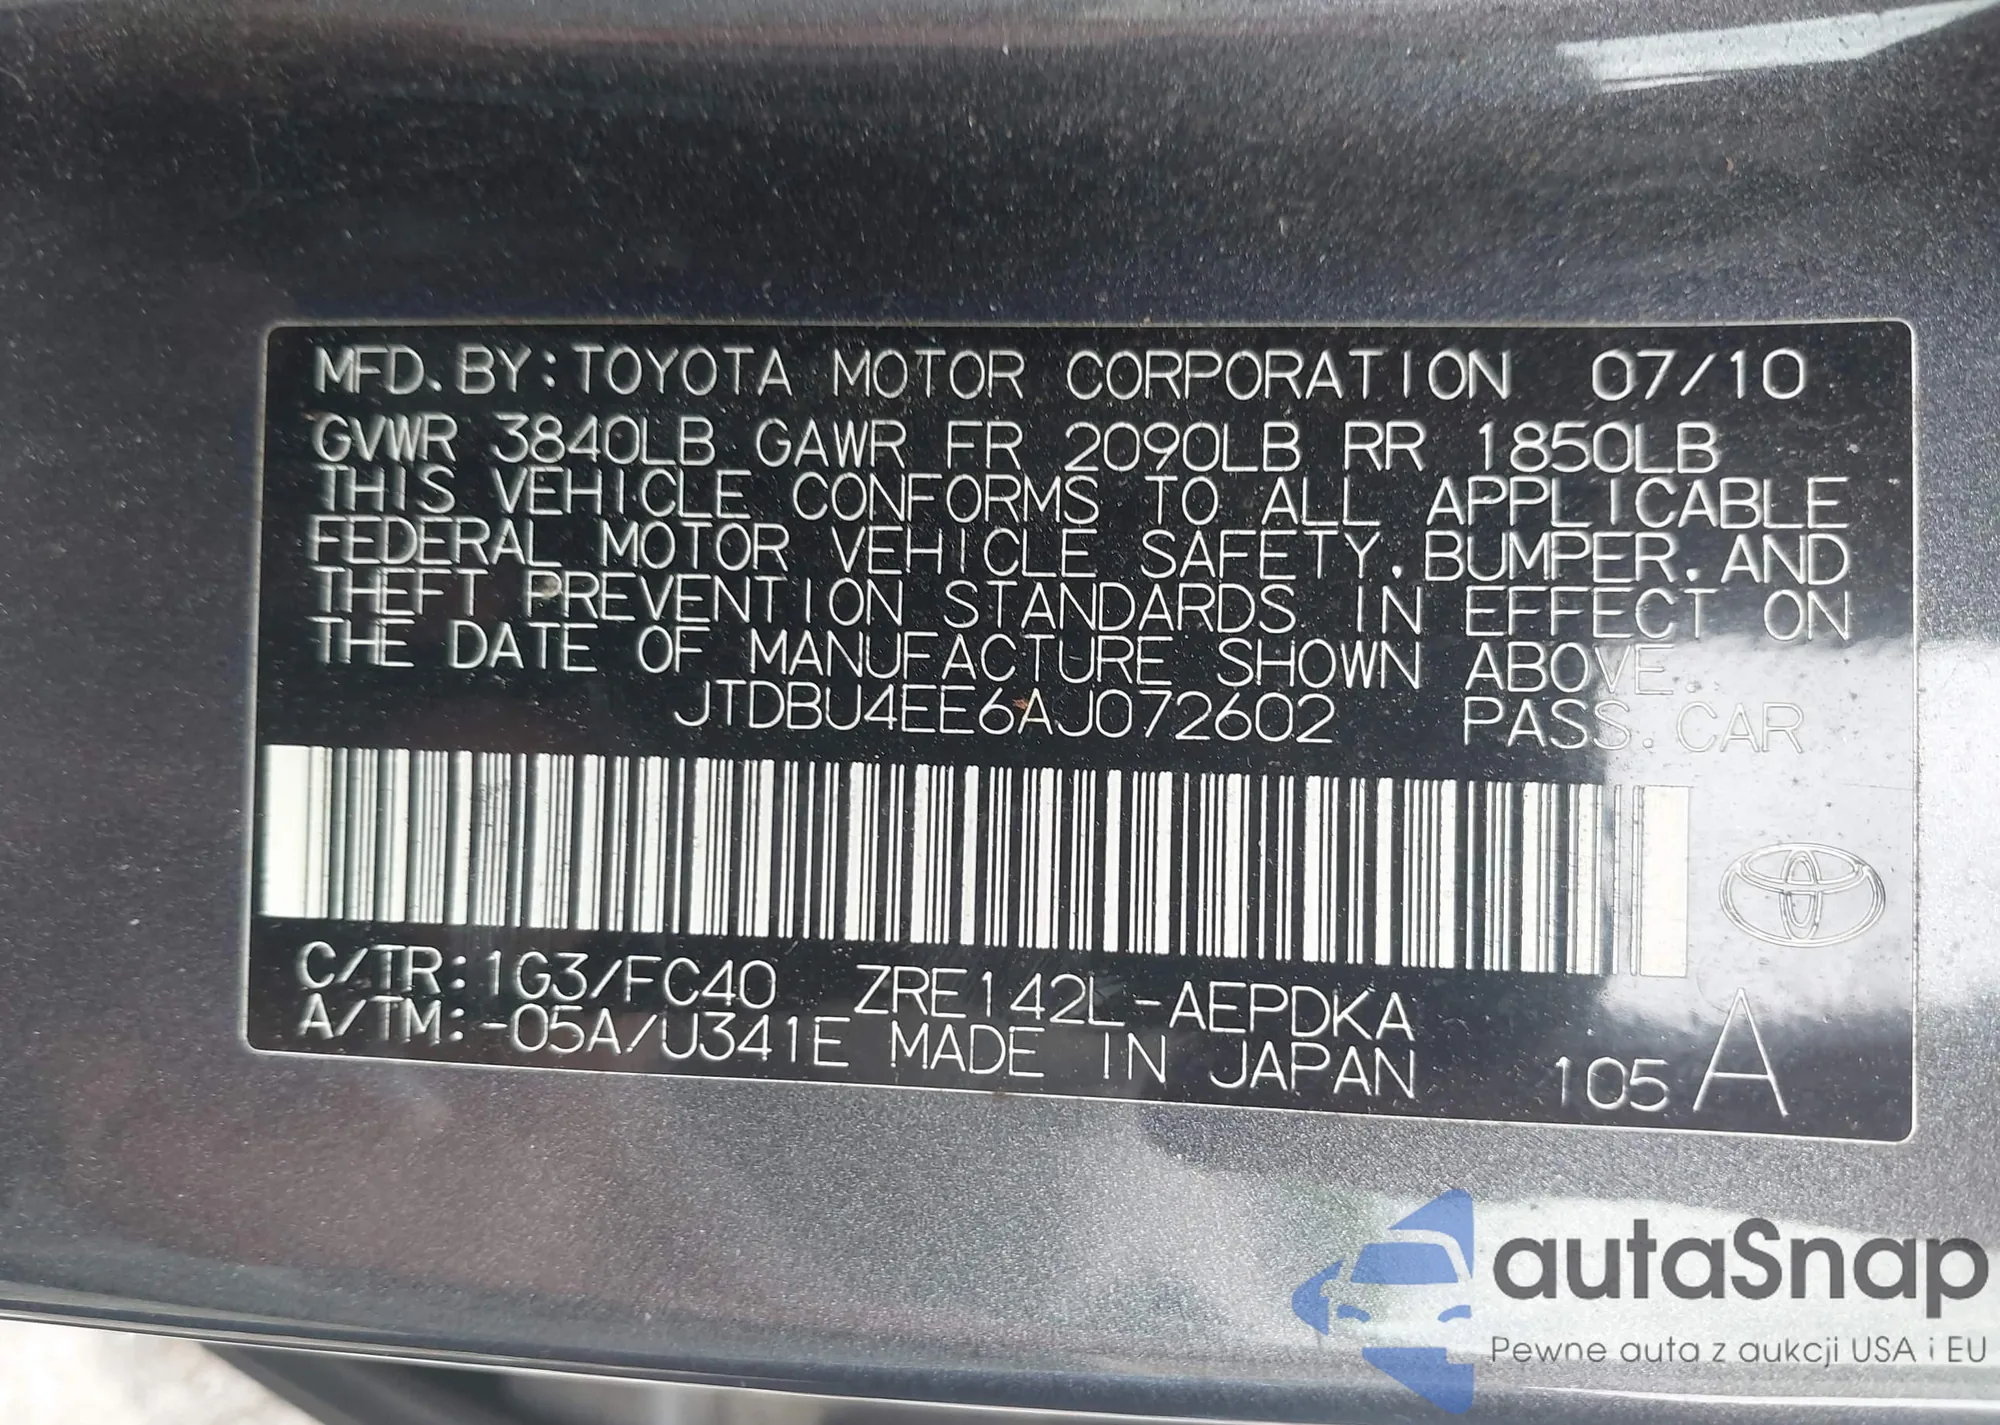 MFD. BY: TOYOTA MOTOR CORPORATION 07/10
GVWR 3840LB GAWR FR 2090LB RR 1850LB
THIS VEHICLE CONFORMS TO ALL APPLICABLE
FEDERAL MOTOR VEHICLE SAFETY, BUMPER, AND
THEFT PREVENTION STANDARDS IN EFFECT ON
THE DATE OF MANUFACTURE SHOWN ABOVE.
JTDBU4EE6AJ072602 PASS. CAR
C/TR: 1G3/FC40 ZRE142L-AEPDKA
A/TM: -05A/U341E MADE IN JAPAN 105 A
autaSnap
Pewne auta z aukcji USA i EU